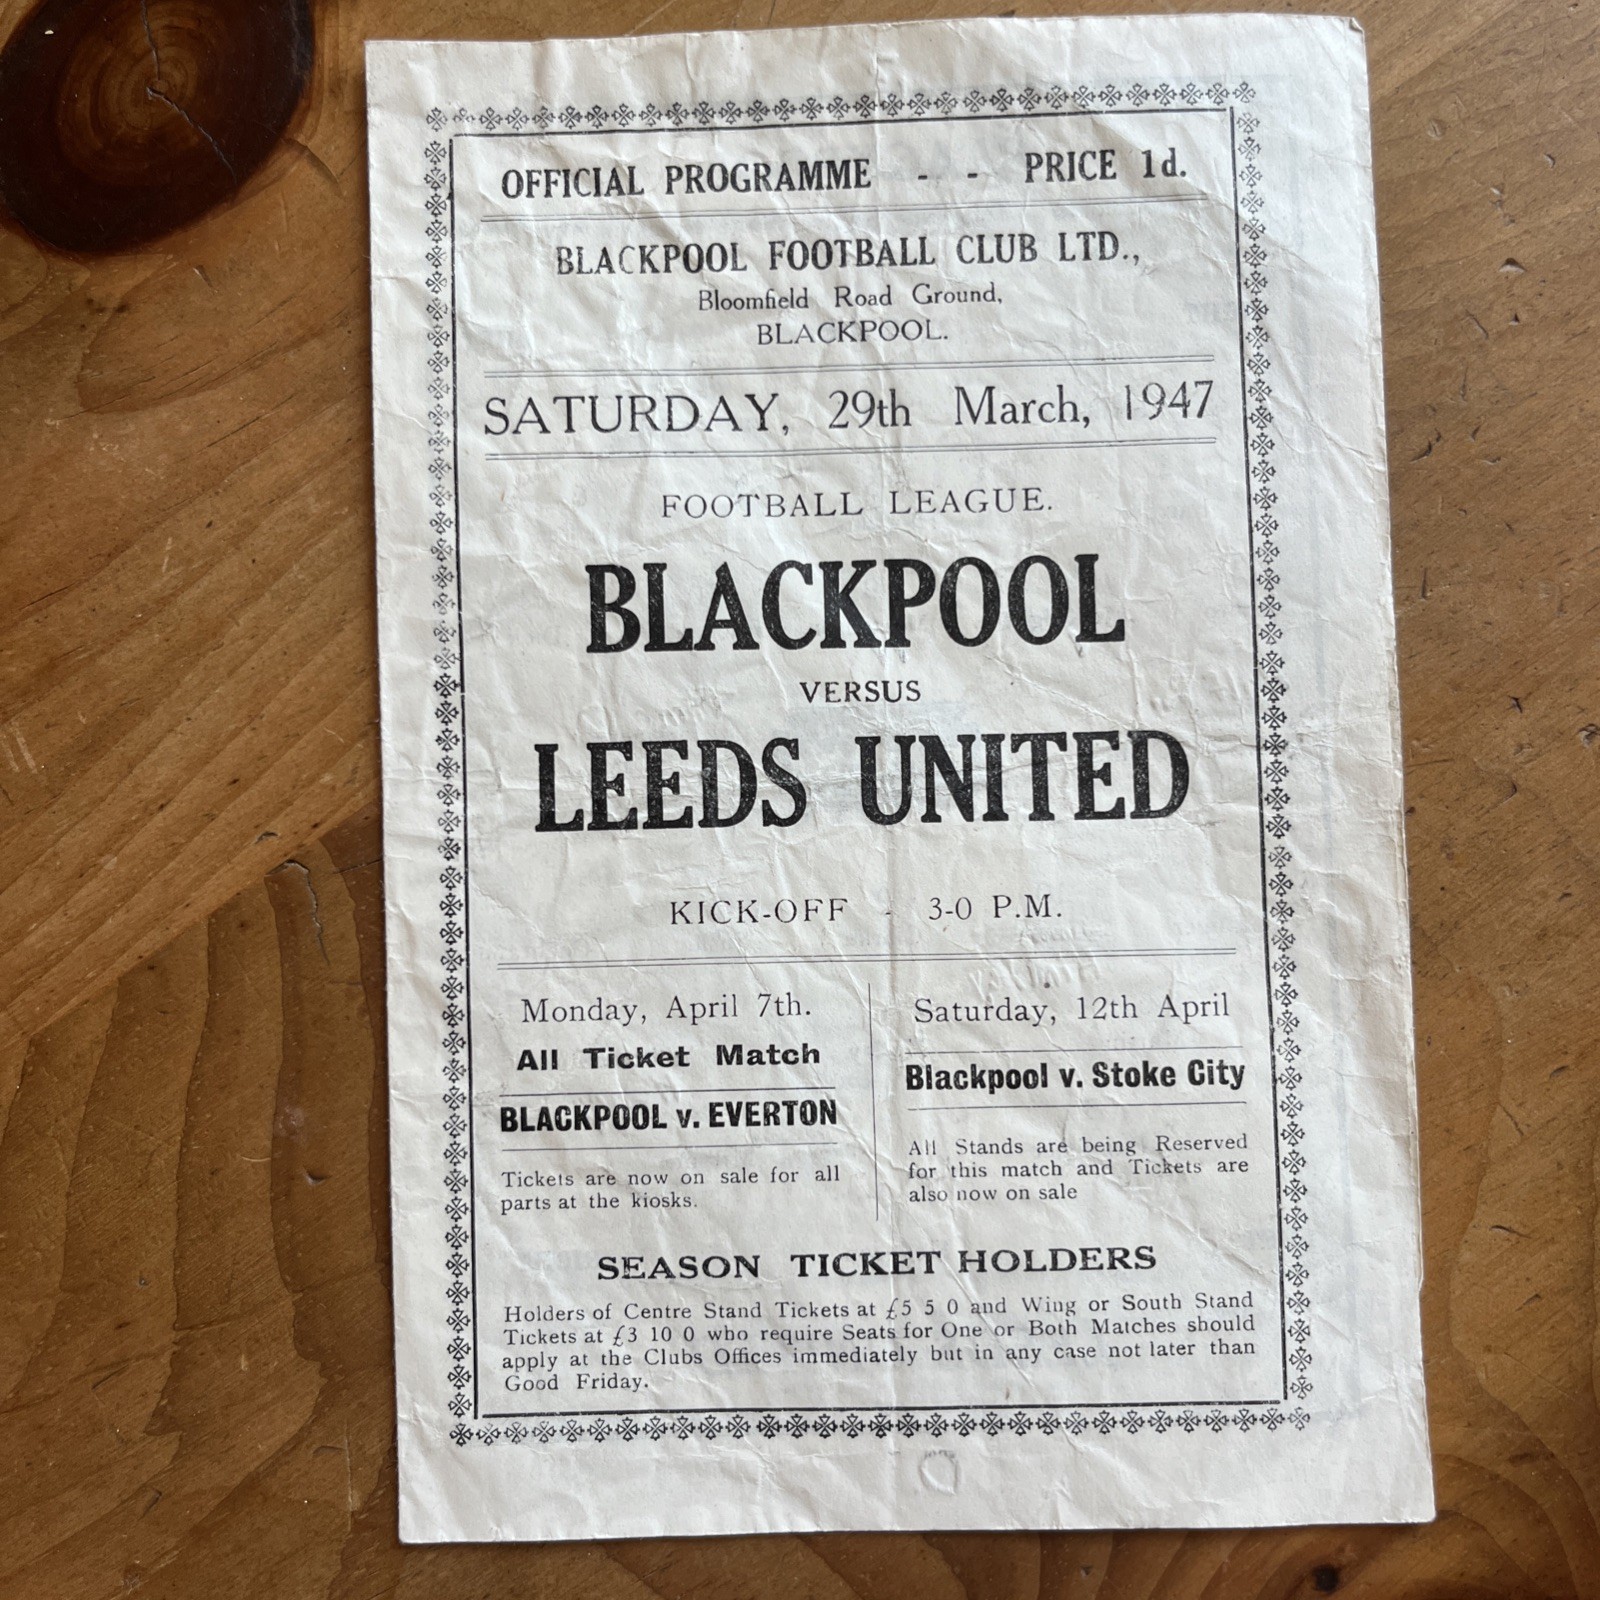 OFFICIAL PROGRAMME - - PRICE 1d.
BLACKPOOL FOOTBALL CLUB LTD.,
Bloomfield Road Ground,
BLACKPOOL.
SATURDAY, 29th March, 1947
FOOTBALL LEAGUE.
BLACKPOOL
VERSUS
LEEDS UNITED
KICK-OFF - 3-0 P.M.
Monday, April 7th.
All Ticket Match
BLACKPOOL v. EVERTON
Tickets are now on sale for all
parts at the kiosks.
Saturday, 12th April
Blackpool v. Stoke City
All Stands are being Reserved
for this match and Tickets are
also now on sale
SEASON TICKET HOLDERS
Holders of Centre Stand Tickets at £5 5 0 and Wing or South Stand
Tickets at £3 10 0 who require Seats for One or Both Matches should
apply at the Clubs Offices immediately but in any case not later than
Good Friday.